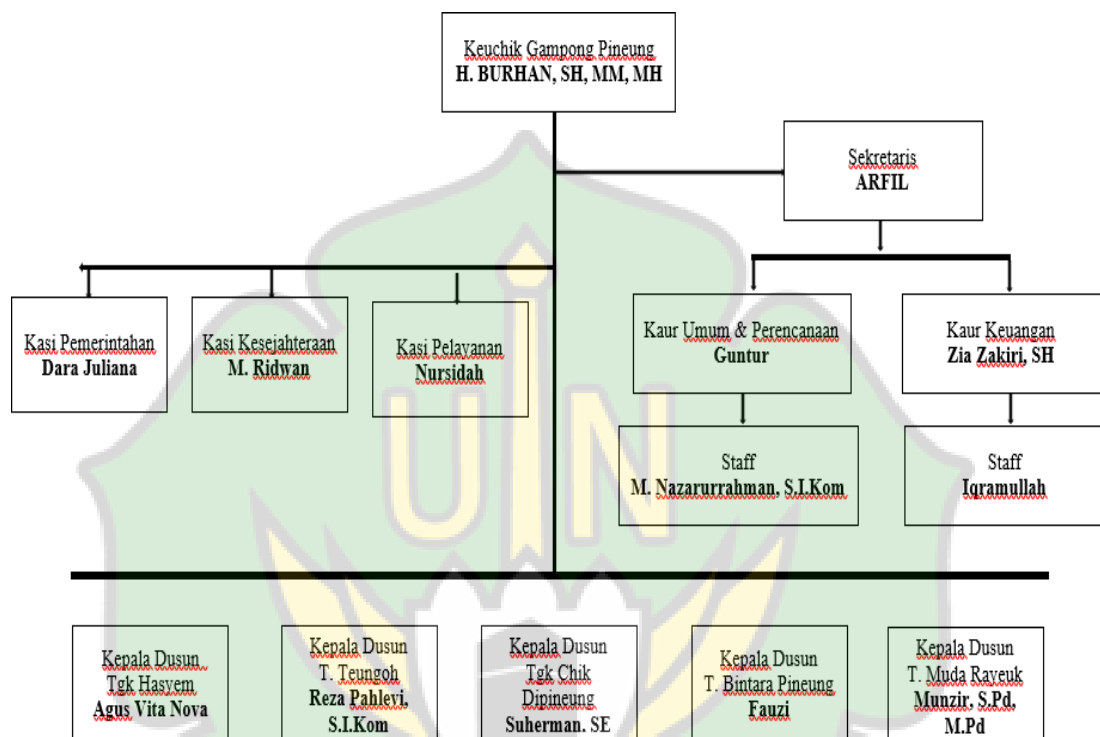 Keuchik Gampong Pineung
H. BURHAN, SH, MM, MH
Sekretaris
ARFIL
Kasi Pemerintahan
Dara Juliana
Kasi Kesejahteraan
M. Ridwan
Kasi Pelayanan
Nursidah
Kaur Umum & Perencanaan
Guntur
Kaur Keuangan
Zia Zakiri, SH
Staff
M. Nazarurrahman, S.I.Kom
Staff
Iqramullah
UIN
Kepala Dusun
Tgk Hasyem
Agus Vita Nova
Kepala Dusun
T. Teungoh
Reza Pahlevi,
S.I.Kom
Kepala Dusun
Tgk Chik
Dipineung
Suherman. SE
Kepala Dusun
T. Bintara Pineung
Fauzi
Kepala Dusun
T. Muda Rayeuk
Munzir, S.Pd,
M.Pd